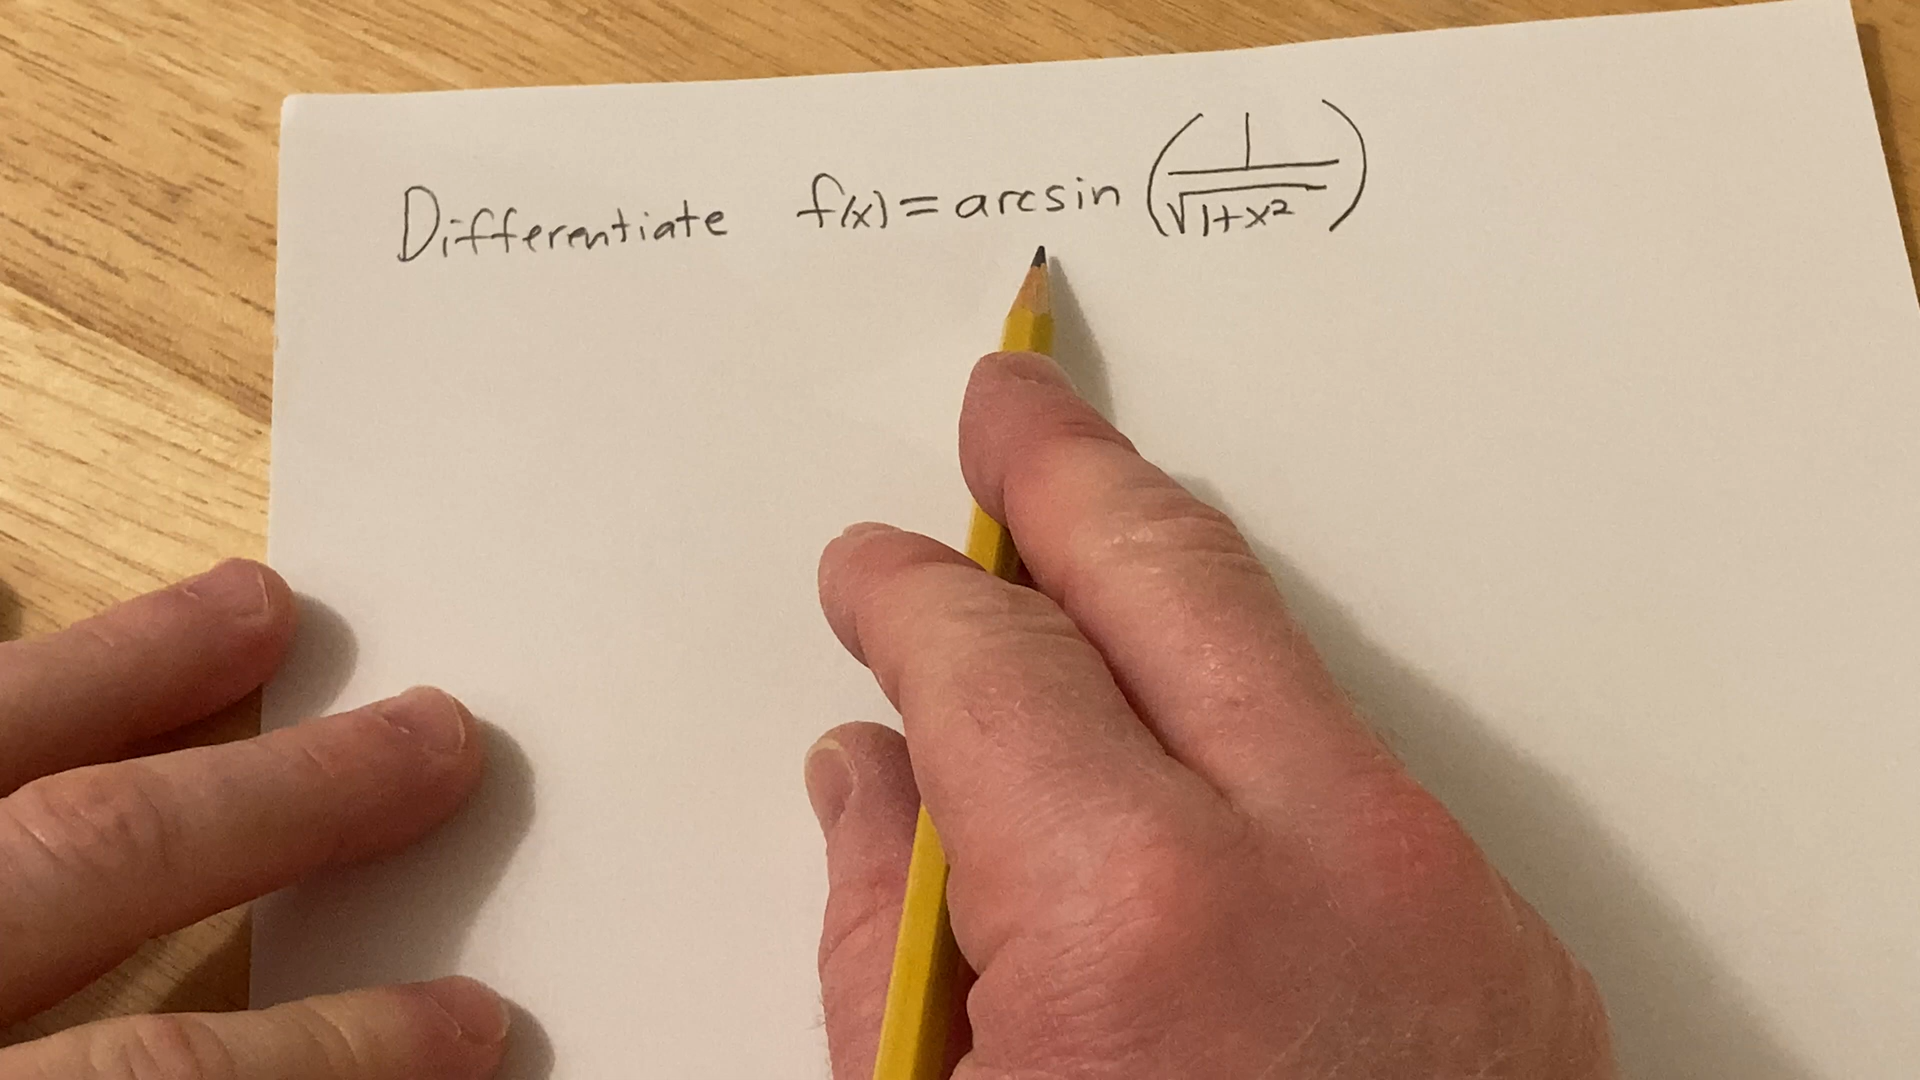 Differentiate f(x) = arcsin (1/√(1+x²))